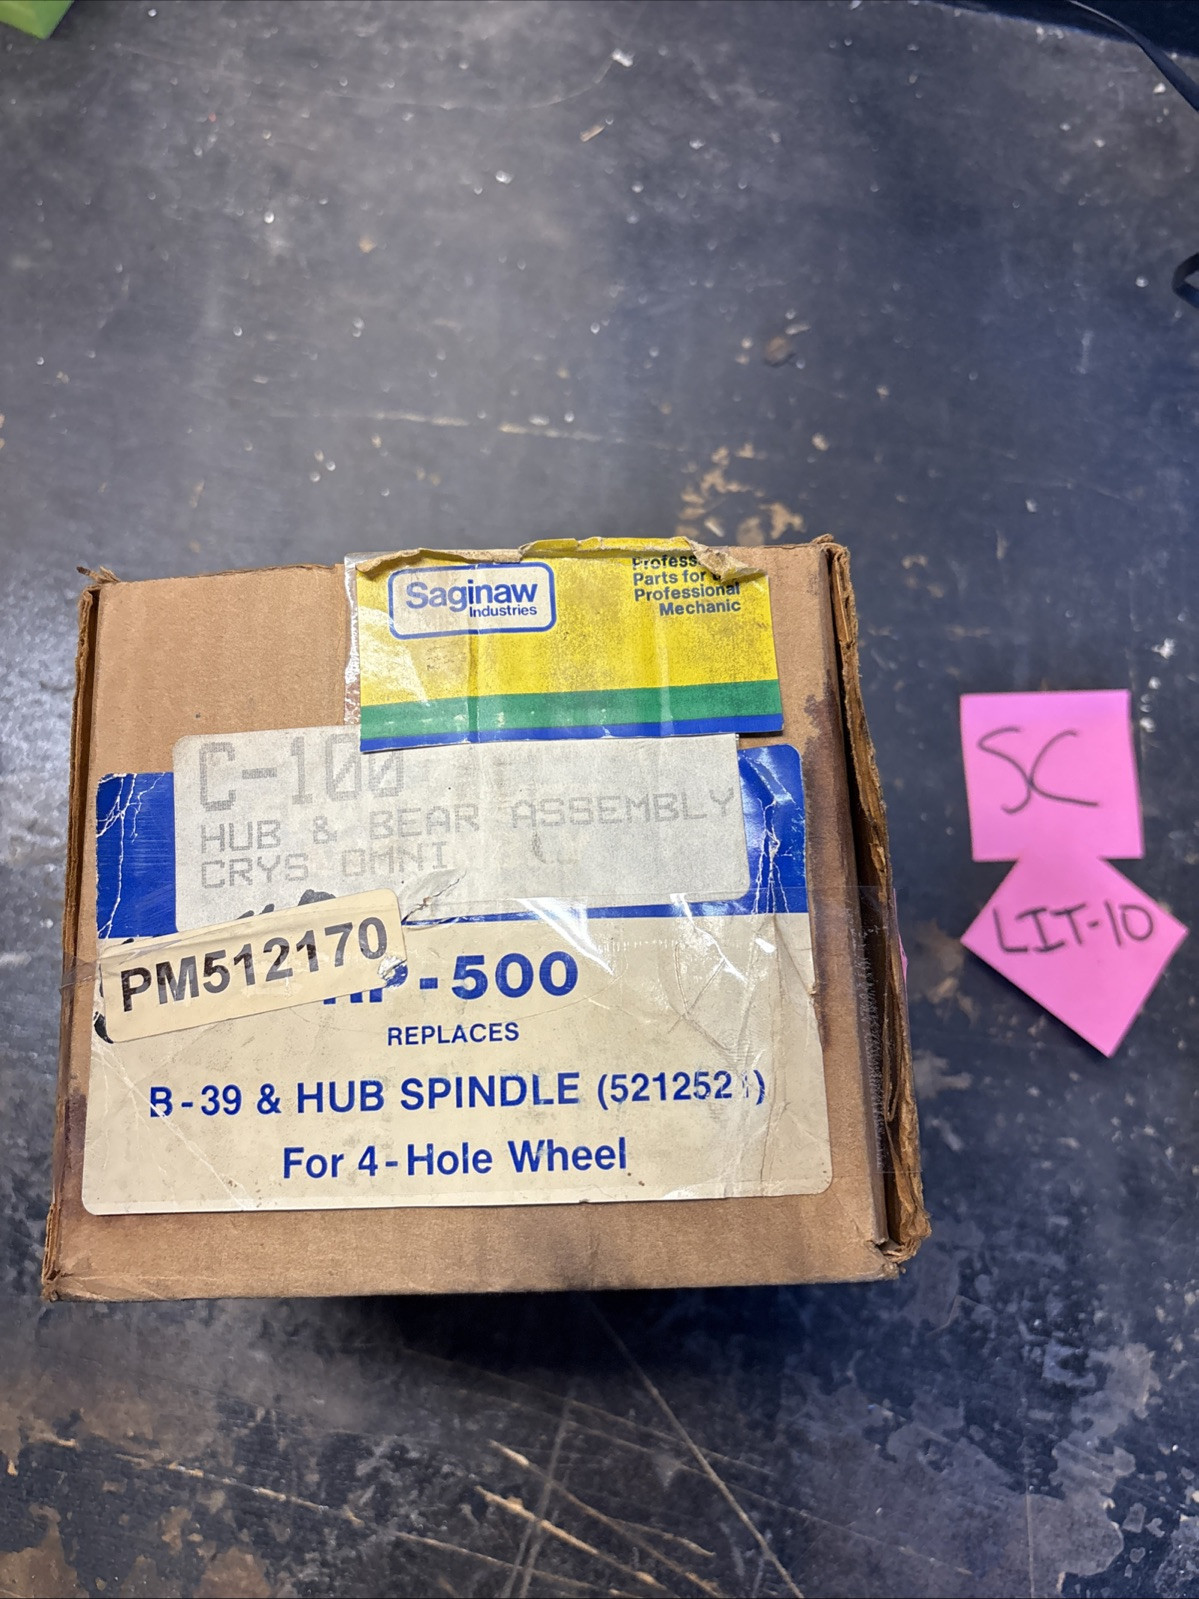 Saginaw
Industries
Parts for
Professional
Mechanic
C-100
HUB & BEAR ASSEMBLY
CRYS OMNI
PM512170
-500
REPLACES
B-39 & HUB SPINDLE (521252 )
For 4-Hole Wheel
SC
LIT-10